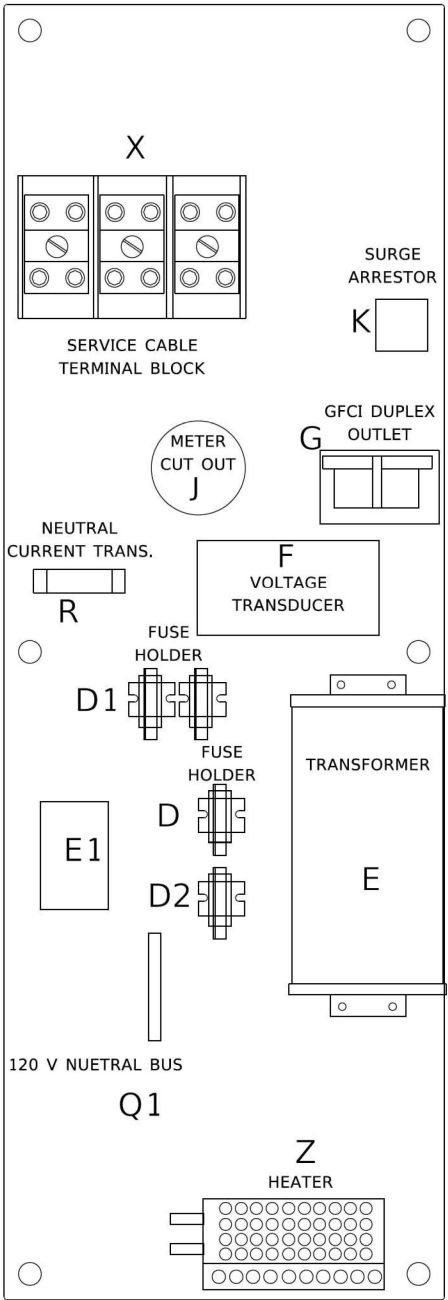 X
SERVICE CABLE
TERMINAL BLOCK
SURGE
ARRESTOR
K
GFCI DUPLEX
OUTLET
G
METER
CUT OUT
J
NEUTRAL
CURRENT TRANS.
R
F
VOLTAGE
TRANSDUCER
FUSE
HOLDER
D1
FUSE
HOLDER
D
TRANSFORMER
E
E1
D2
120 V NUETRAL BUS
Q1
Z
HEATER